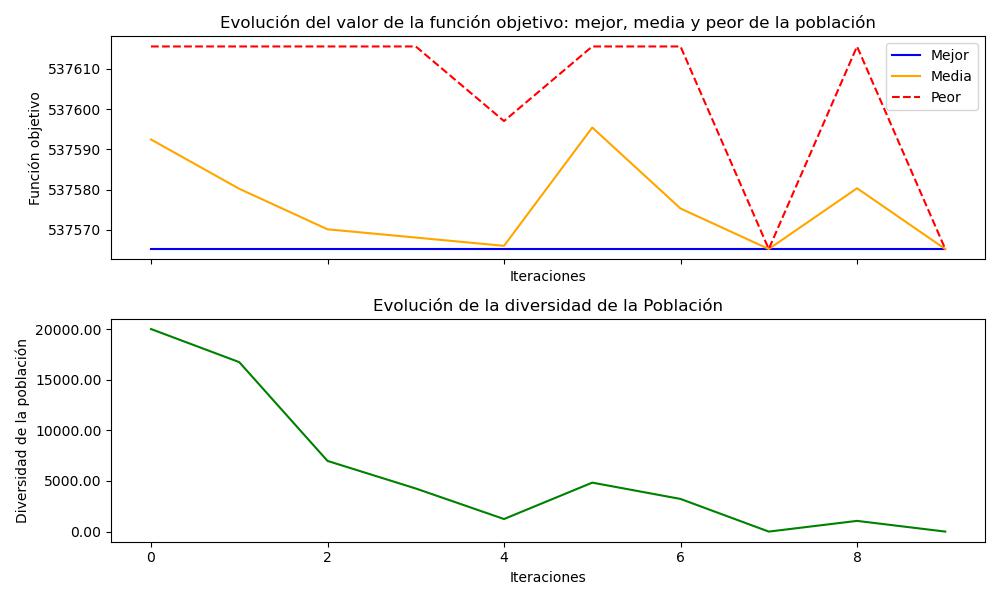 Evolución del valor de la función objetivo: mejor, media y peor de la población
Función objetivo
537610
537600
537590
537580
537570
Mejor
Media
Peor
Iteraciones
Evolución de la diversidad de la Población
Diversidad de la población
20000.00
15000.00
10000.00
5000.00
0.00
0 2 4 6 8
Iteraciones